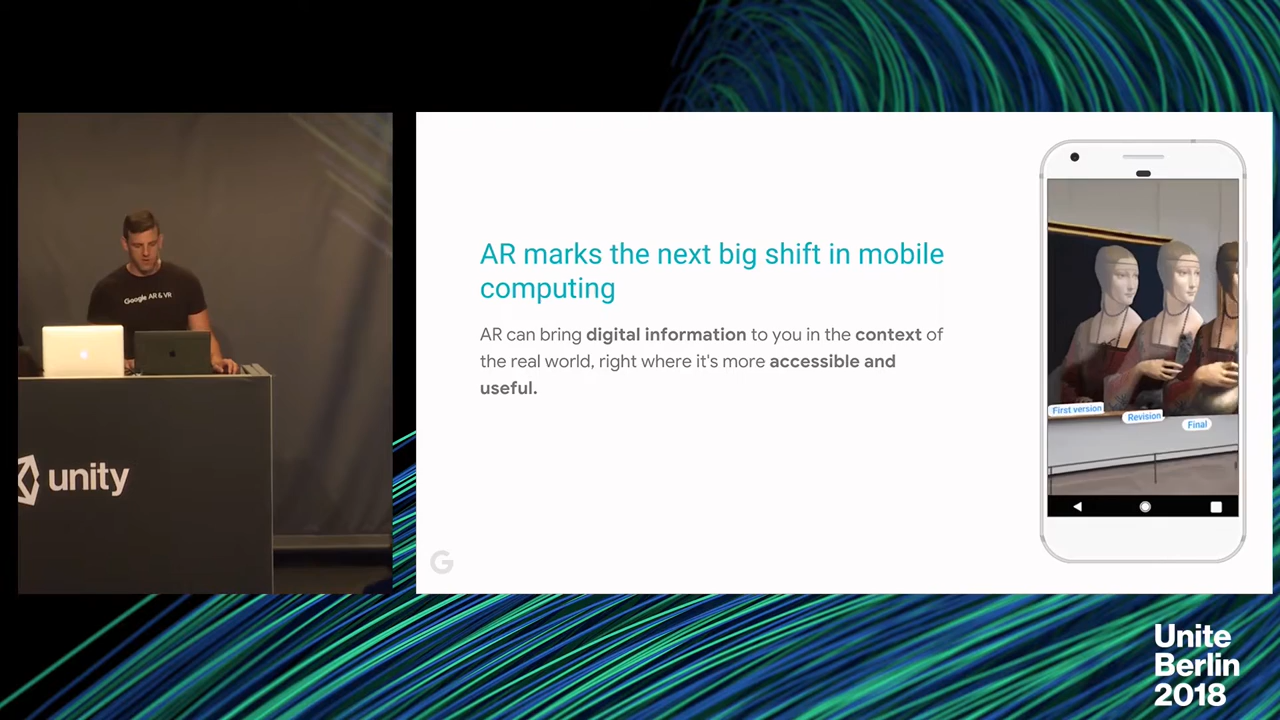 Google AR & VR
unity
AR marks the next big shift in mobile
computing
AR can bring digital information to you in the context of
the real world, right where it's more accessible and
useful.
First version
Revision
Final
G
Unite
Berlin
2018